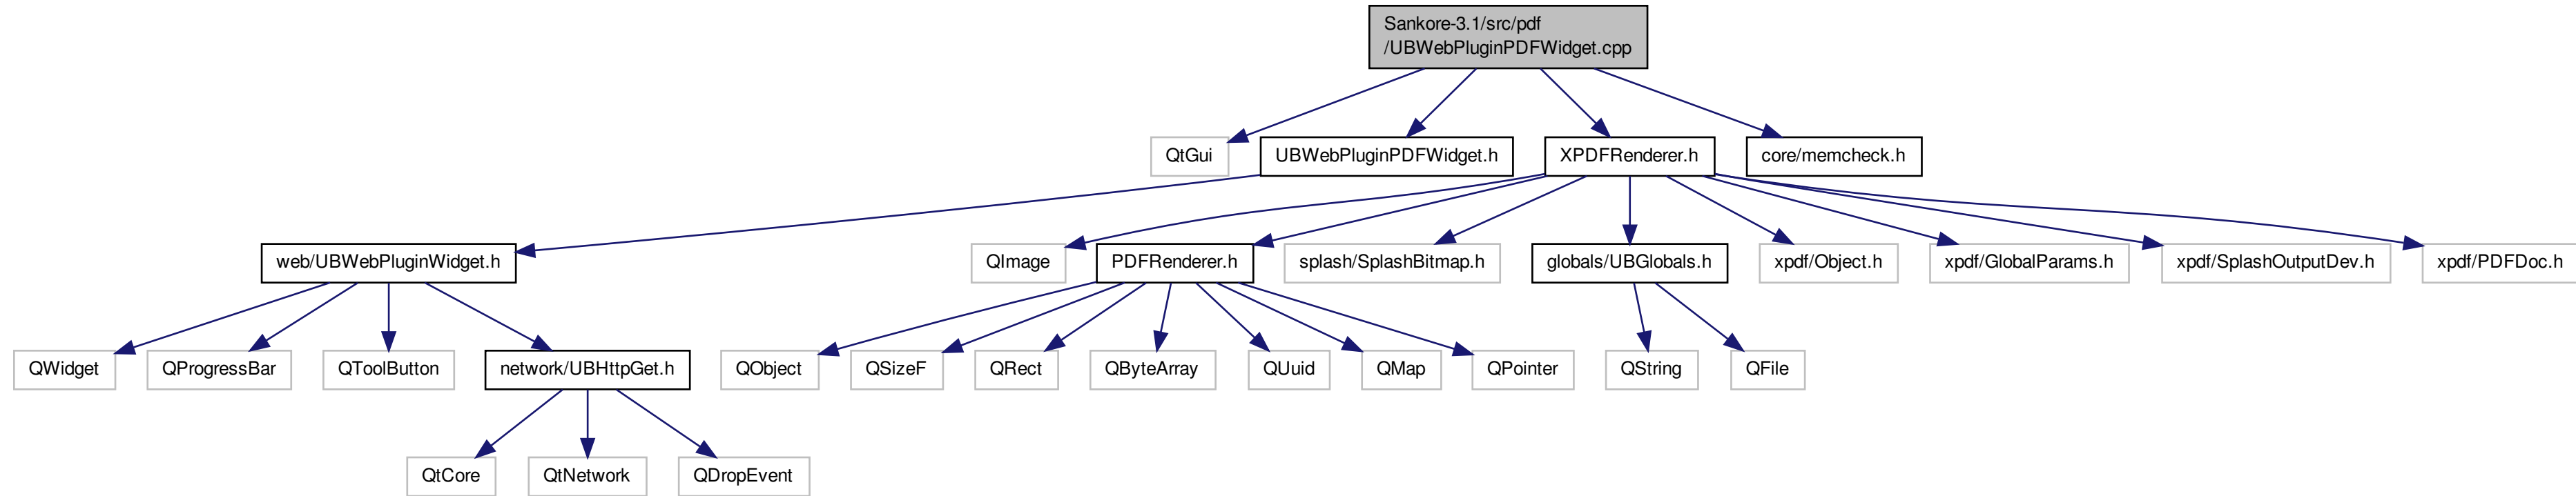 Sankore-3.1/src/pdf
/UBWebPluginPDFWidget.cpp
QtGui
UBWebPluginPDFWidget.h
XPDFRenderer.h
core/memcheck.h
web/UBWebPluginWidget.h
QImage
PDFRenderer.h
splash/SplashBitmap.h
globals/UBGlobals.h
xpdf/Object.h
xpdf/GlobalParams.h
xpdf/SplashOutputDev.h
xpdf/PDFDoc.h
QWidget
QProgressBar
QToolButton
network/UBHttpGet.h
QObject
QSizeF
QRect
QByteArray
QUuid
QMap
QPointer
QString
QFile
QtCore
QtNetwork
QDropEvent